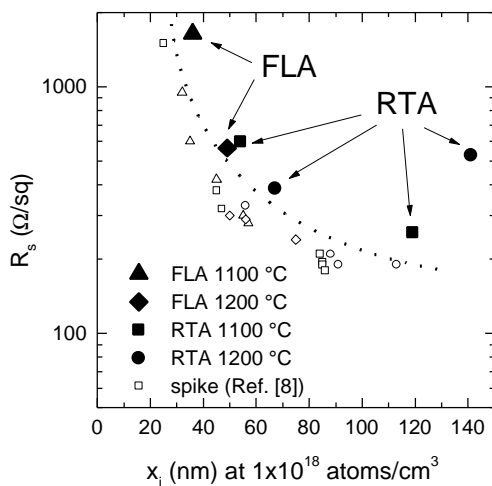 1000
FLA
RTA
R_s (Ω/sq)
FLA 1100 °C
FLA 1200 °C
100
RTA 1100 °C
RTA 1200 °C
spike (Ref. [8])
0 20 40 60 80 100 120 140
x_j (nm) at 1x10^18 atoms/cm^3